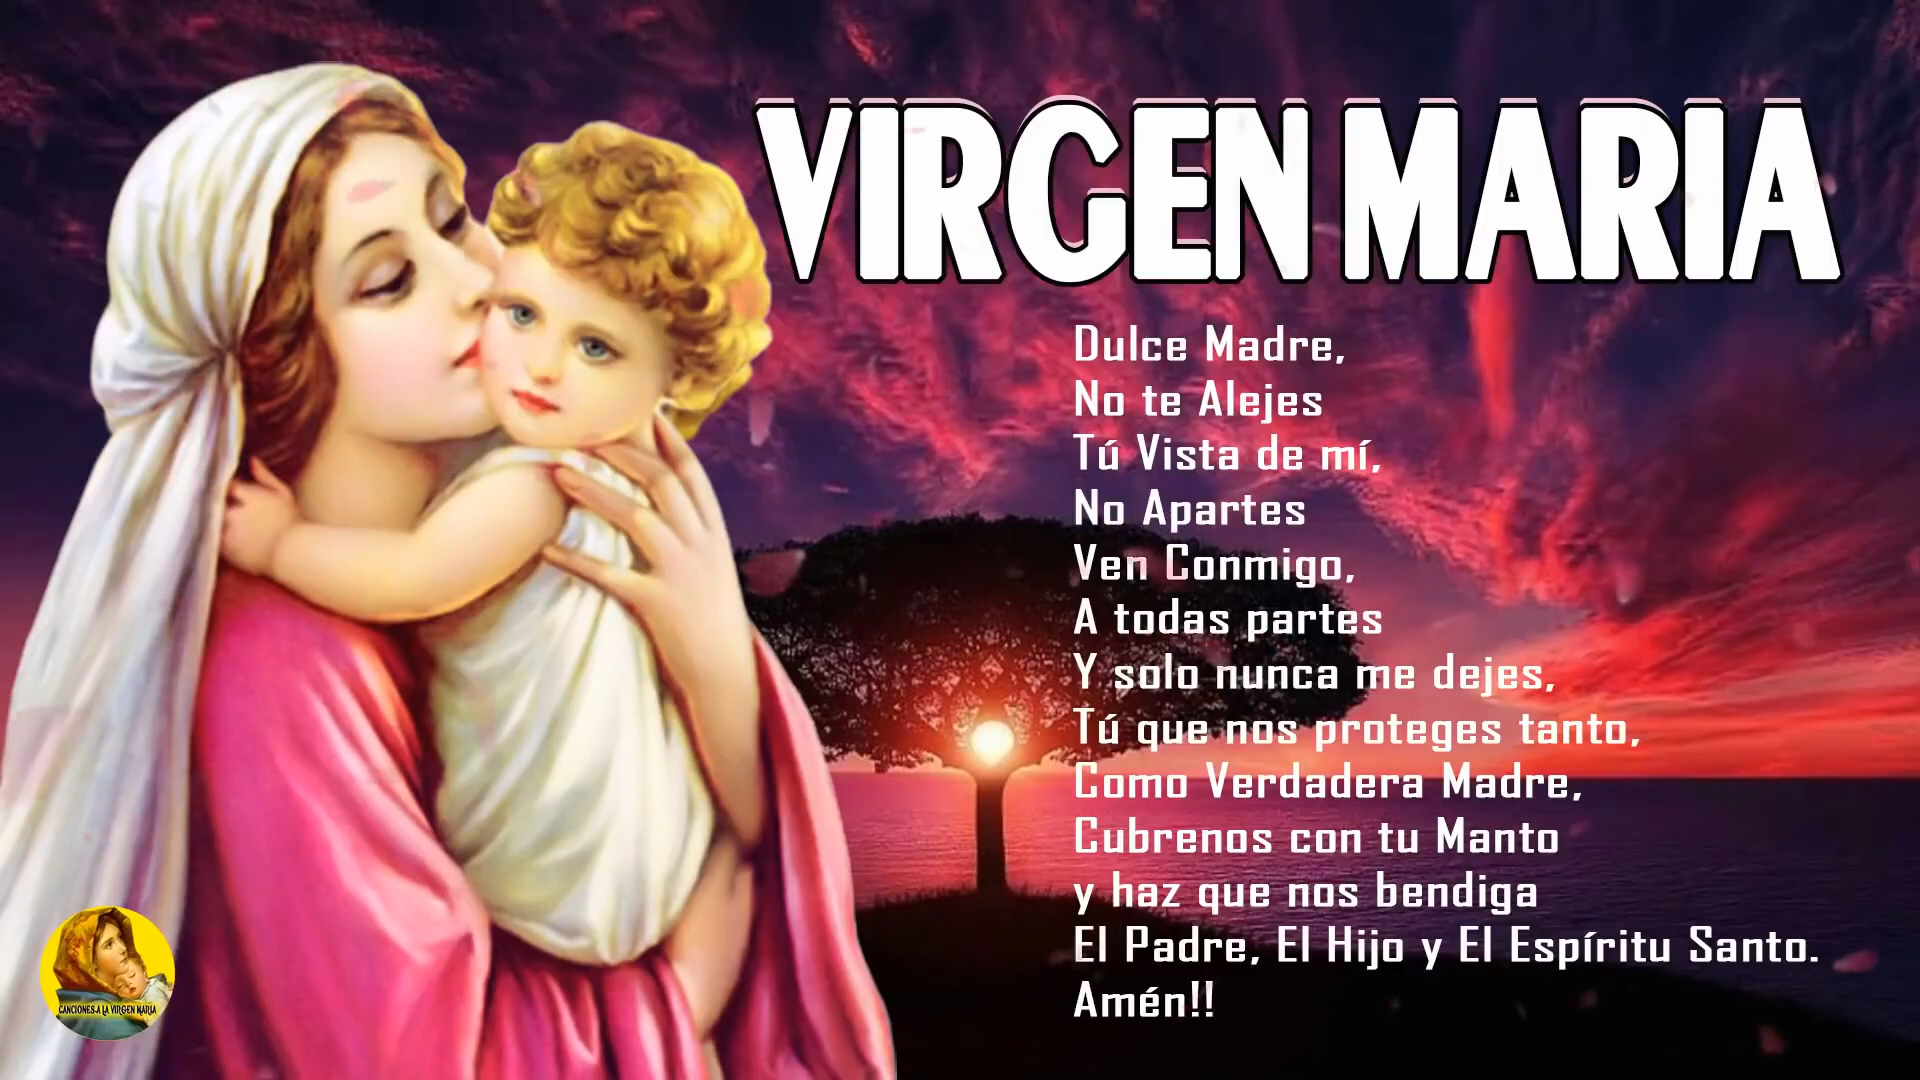 VIRGEN MARIA
Dulce Madre,
No te Alejes
Tú Vista de mí,
No Apartes
Ven Conmigo,
A todas partes
Y solo nunca me dejes,
Tú que nos proteges tanto,
Como Verdadera Madre,
Cubrenos con tu Manto
y haz que nos bendiga
El Padre, El Hijo y El Espíritu Santo.
Amén!!
CANCIONES A LA VIRGEN MARIA